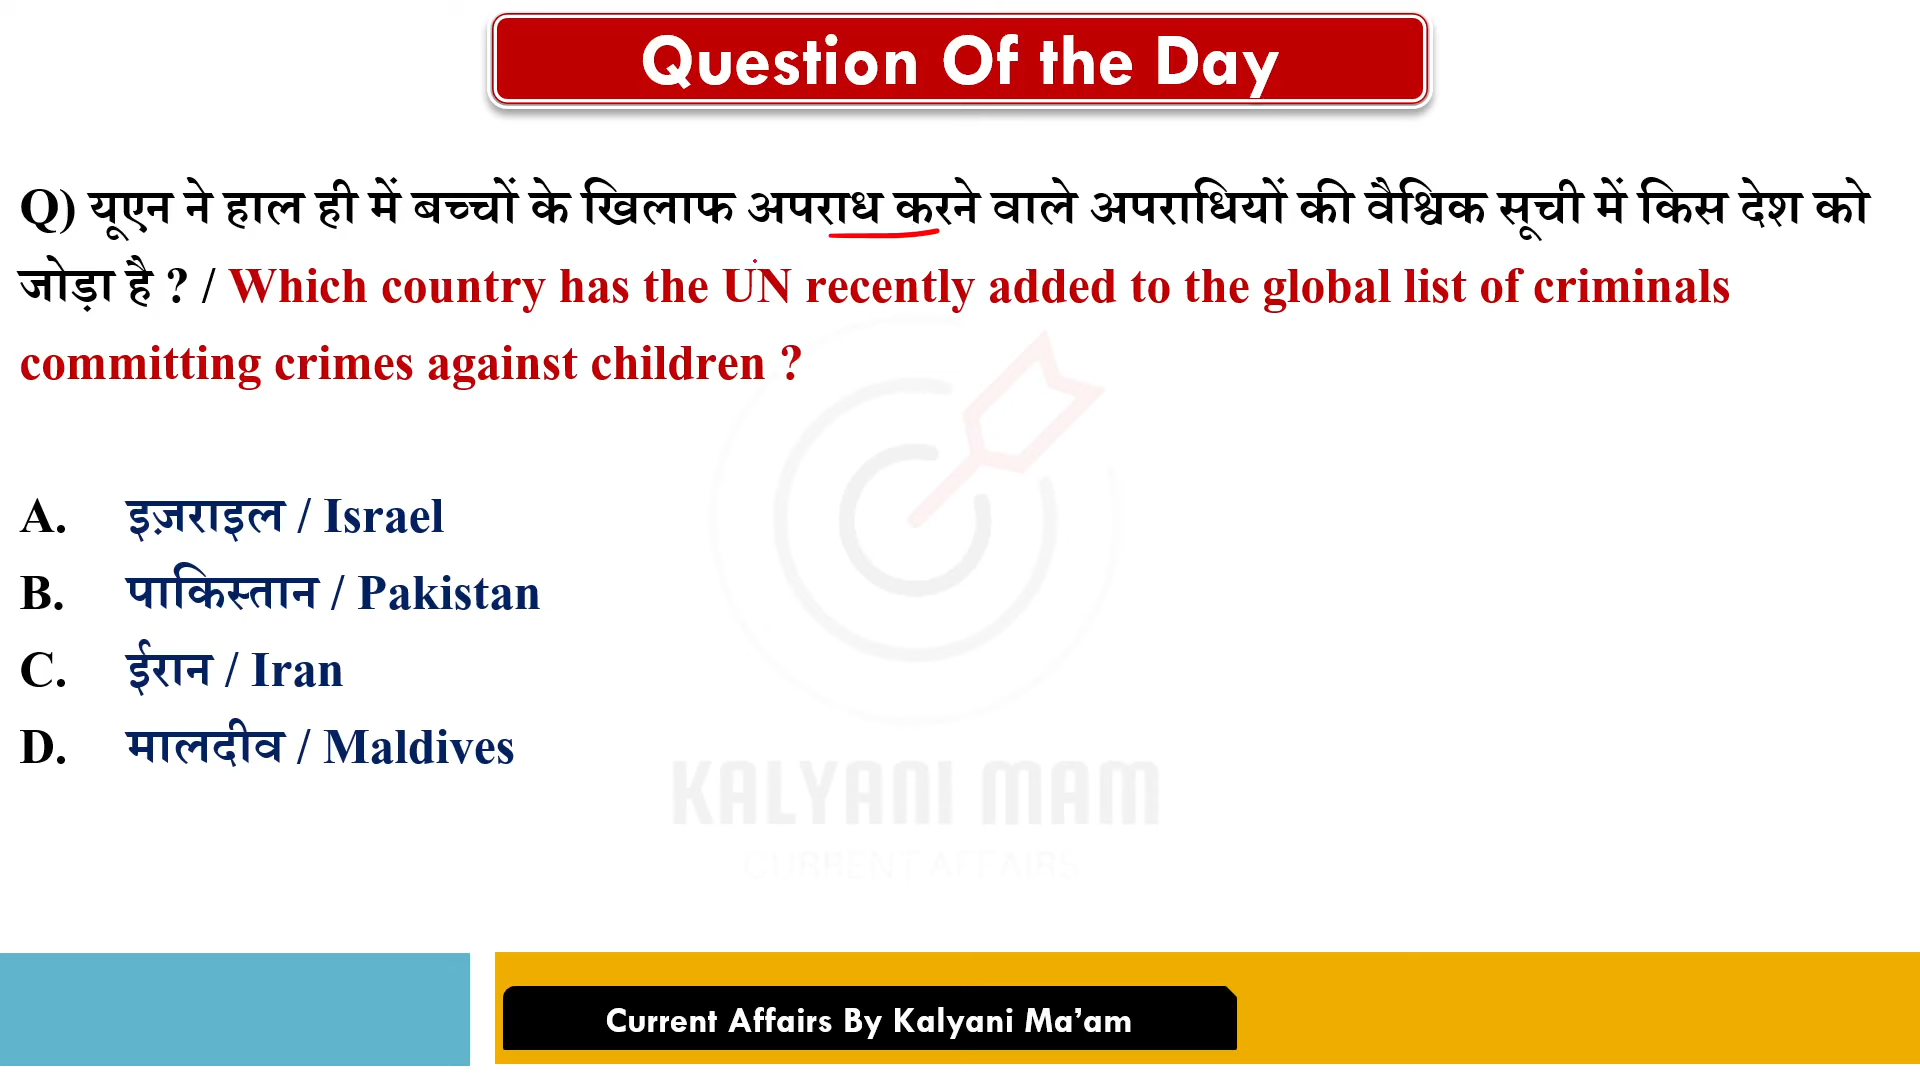 Question Of the Day
Q) यूएन ने हाल ही में बच्चों के खिलाफ अपराध करने वाले अपराधियों की वैश्विक सूची में किस देश को
जोड़ा है ? / Which country has the UN recently added to the global list of criminals
committing crimes against children ?
A. इज़राइल / Israel
B. पाकिस्तान / Pakistan
C. ईरान / Iran
D. मालदीव / Maldives
KALYANI MAM
CURRENT AFFAIRS
Current Affairs By Kalyani Ma’am